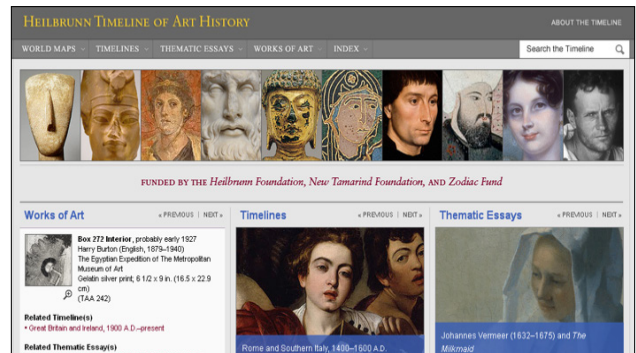 HEILBRUNN TIMELINE OF ART HISTORY
ABOUT THE TIMELINE
WORLD MAPS TIMELINES THEMATIC ESSAYS WORKS OF ART INDEX
Search the Timeline
FUNDED BY THE Heilbrunn Foundation, New Tamarind Foundation, AND Zodiac Fund
Works of Art
« PREVIOUS | NEXT »
Box 272 Interior, probably early 1927
Harry Burton (English, 1879–1940)
The Egyptian Expedition of The Metropolitan
Museum of Art
Gelatin silver print; 6 1/2 x 9 in. (16.5 x 22.9
cm)
(TAA 242)
Related Timeline(s)
• Great Britain and Ireland, 1900 A.D.–present
Related Thematic Essay(s)
Timelines
« PREVIOUS | NEXT »
Rome and Southern Italy, 1400–1600 A.D.
Thematic Essays
« PREVIOUS | NEXT »
Johannes Vermeer (1632–1675) and The
Milkmaid